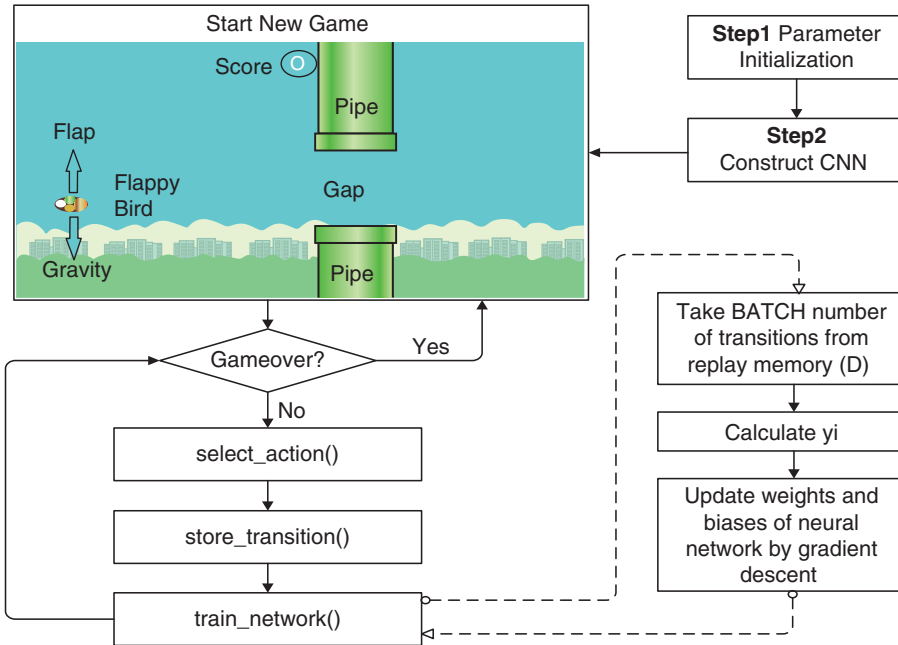 Start New Game
Score
O
Pipe
Flap
Flappy
Bird
Gap
Gravity
Pipe
Step1 Parameter
Initialization
Step2
Construct CNN
Gameover?
Yes
No
select_action()
store_transition()
train_network()
Take BATCH number
of transitions from
replay memory (D)
Calculate yi
Update weights and
biases of neural
network by gradient
descent